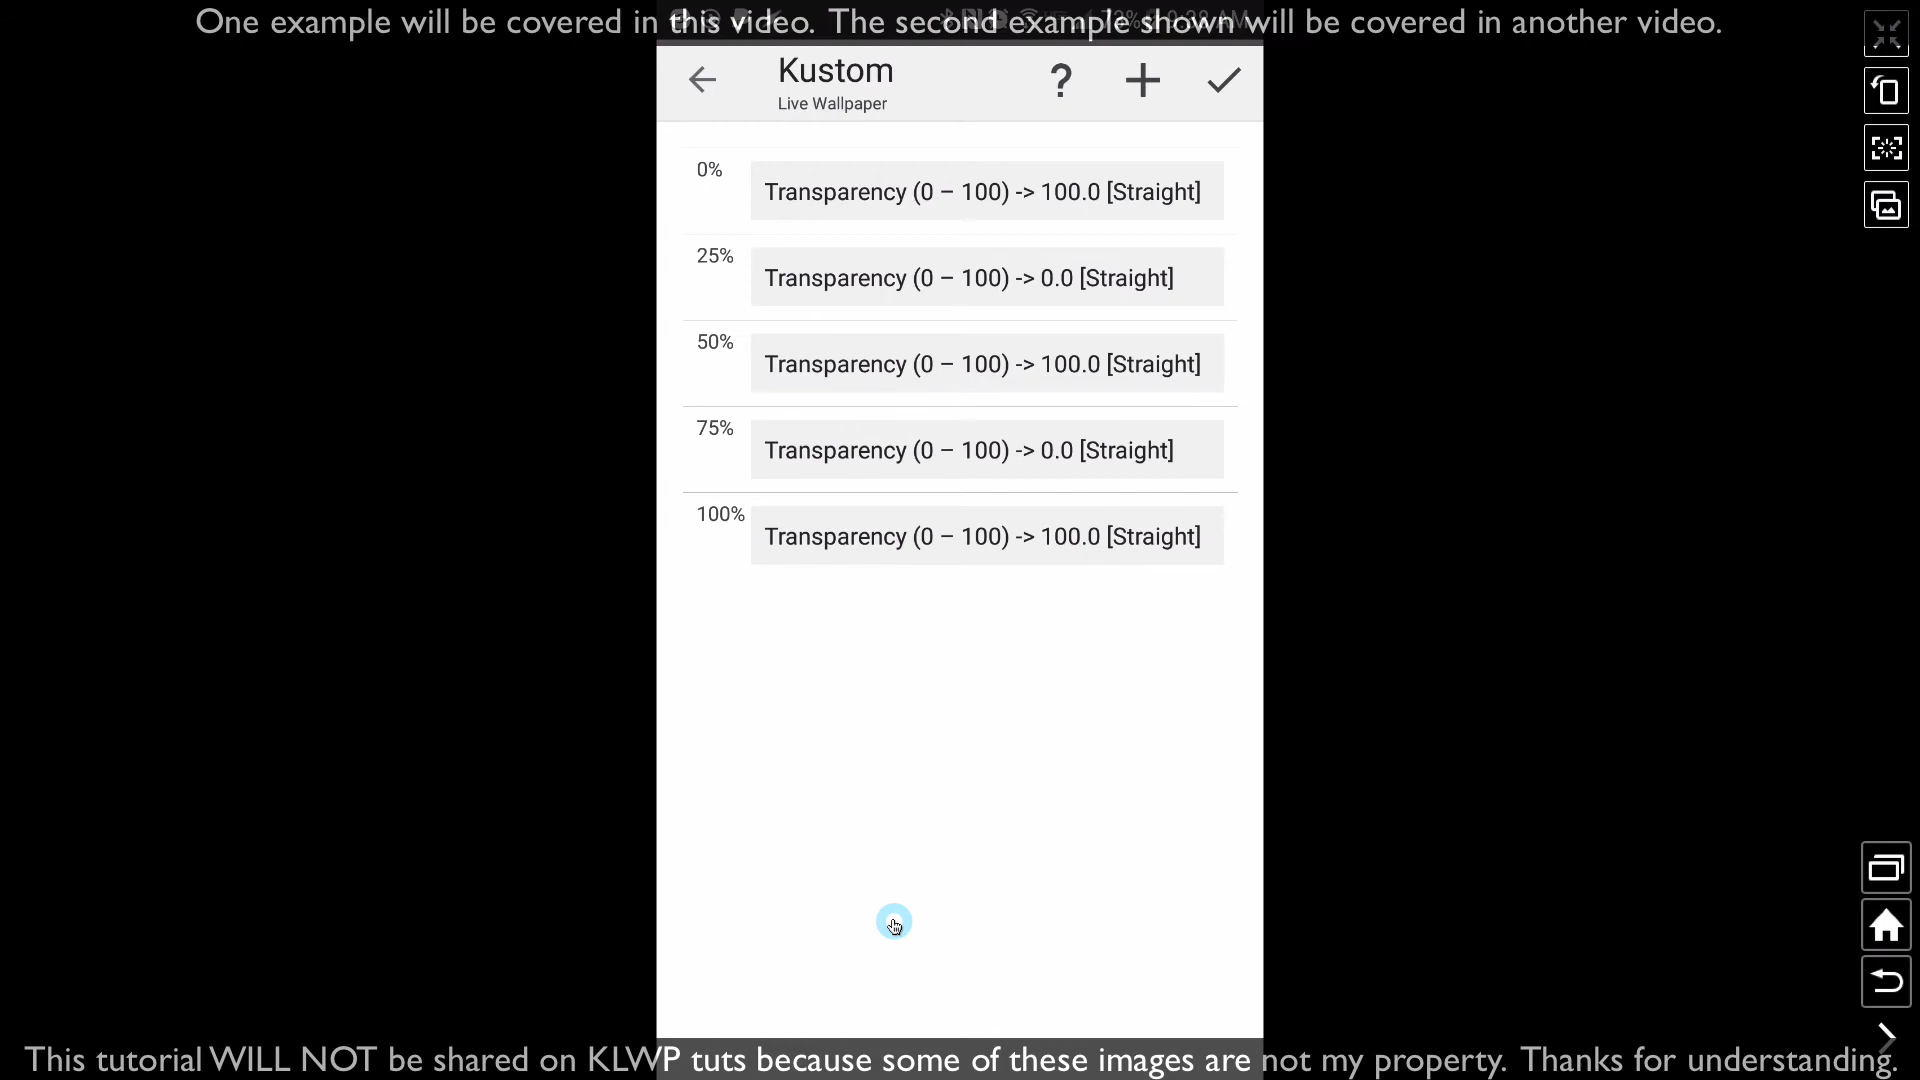 One example will be covered in this video. The second example shown will be covered in another video.
Kustom
Live Wallpaper
0%
Transparency (0 – 100) -> 100.0 [Straight]
25%
Transparency (0 – 100) -> 0.0 [Straight]
50%
Transparency (0 – 100) -> 100.0 [Straight]
75%
Transparency (0 – 100) -> 0.0 [Straight]
100%
Transparency (0 – 100) -> 100.0 [Straight]
This tutorial WILL NOT be shared on KLWP tuts because some of these images are not my property. Thanks for understanding.